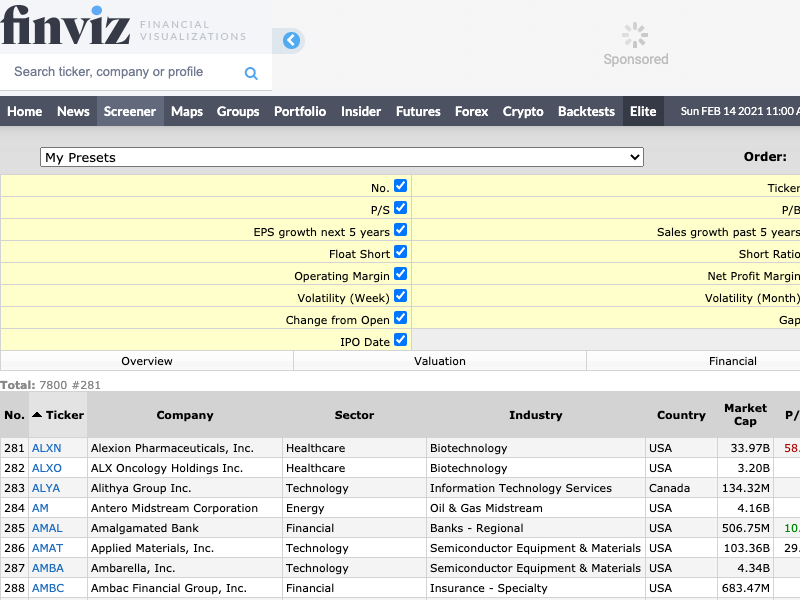 finviz FINANCIAL
VISUALIZATIONS
Search ticker, company or profile
Sponsored
Home News Screener Maps Groups Portfolio Insider Futures Forex Crypto Backtests Elite Sun FEB 14 2021 11:00 A
My Presets Order:
No. Ticker
P/S P/B
EPS growth next 5 years Sales growth past 5 years
Float Short Short Ratio
Operating Margin Net Profit Margin
Volatility (Week) Volatility (Month)
Change from Open Gap
IPO Date
Overview Valuation Financial
Total: 7800 #281
No. Ticker Company Sector Industry Country Market Cap P/
281 ALXN Alexion Pharmaceuticals, Inc. Healthcare Biotechnology USA 33.97B 58.
282 ALXO ALX Oncology Holdings Inc. Healthcare Biotechnology USA 3.20B
283 ALYA Alithya Group Inc. Technology Information Technology Services Canada 134.32M
284 AM Antero Midstream Corporation Energy Oil & Gas Midstream USA 4.16B
285 AMAL Amalgamated Bank Financial Banks - Regional USA 506.75M 10.
286 AMAT Applied Materials, Inc. Technology Semiconductor Equipment & Materials USA 103.36B 29.
287 AMBA Ambarella, Inc. Technology Semiconductor Equipment & Materials USA 4.34B
288 AMBC Ambac Financial Group, Inc. Financial Insurance - Specialty USA 683.47M